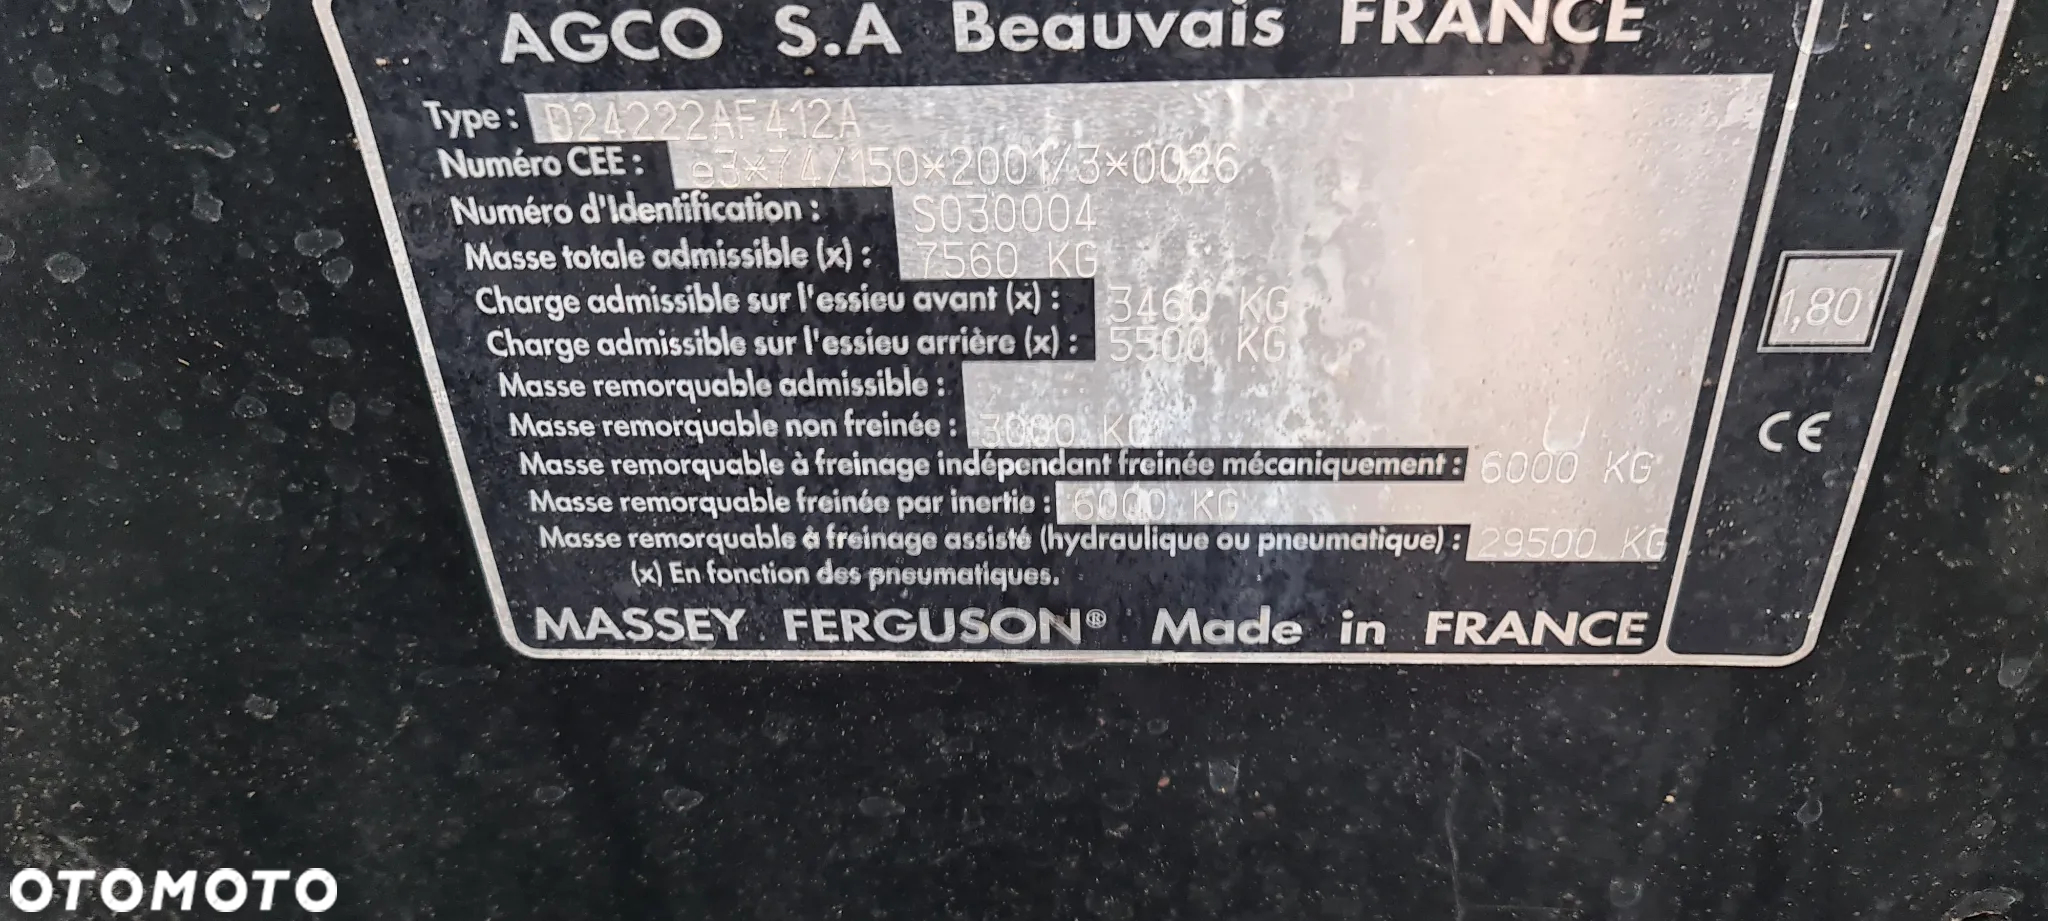 AGCO S.A Beauvais FRANCE
Type : D24222AF412A
Numéro CEE : e3*74/150*2001/3*0026
Numéro d'Identification : S030004
Masse totale admissible (x) : 7560 KG
Charge admissible sur l'essieu avant (x) : 3460 KG
Charge admissible sur l'essieu arrière (x) : 5500 KG
Masse remorquable admissible :
Masse remorquable non freinée : 3000 KG
Masse remorquable à freinage indépendant freinée mécaniquement : 6000 KG
Masse remorquable freinée par inertie : 6000 KG
Masse remorquable à freinage assisté (hydraulique ou pneumatique) : 29500 KG
(x) En fonction des pneumatiques.
MASSEY FERGUSON® Made in FRANCE
1,80
CE
OTOMOTO